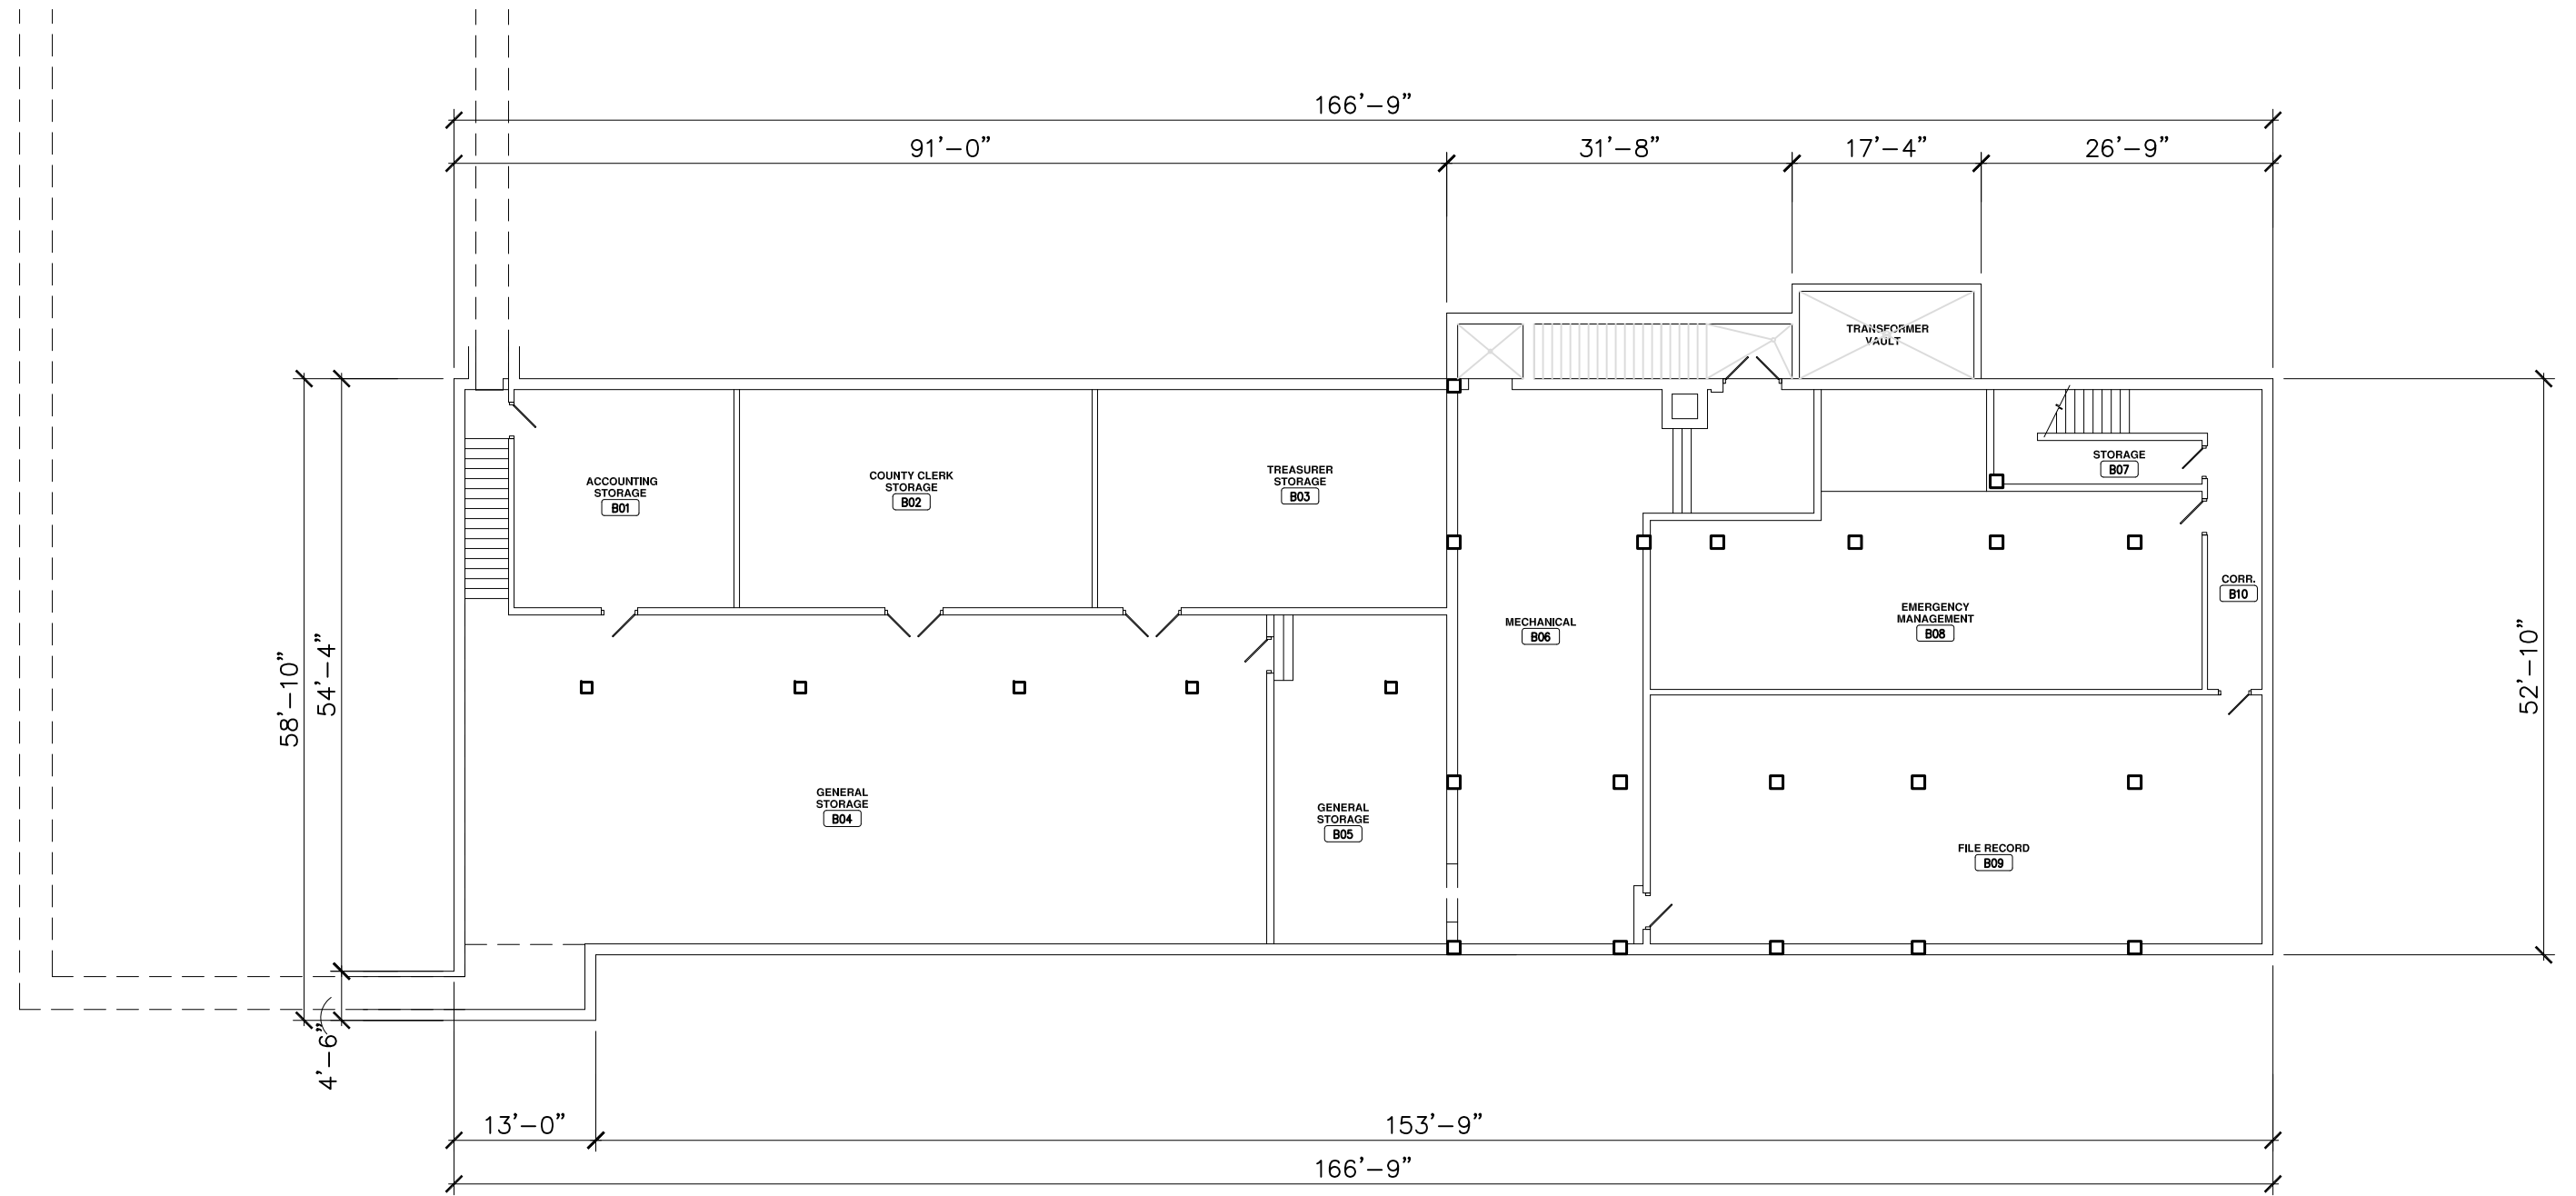 166'-9"
91'-0"
31'-8"
17'-4"
26'-9"
TRANSFORMER
VAULT
ACCOUNTING
STORAGE
B01
COUNTY CLERK
STORAGE
B02
TREASURER
STORAGE
B03
STORAGE
B07
CORR.
B10
EMERGENCY
MANAGEMENT
B08
MECHANICAL
B06
58'-10"
54'-4"
52'-10"
GENERAL
STORAGE
B04
GENERAL
STORAGE
B05
FILE RECORD
B09
4'-6"
13'-0"
153'-9"
166'-9"